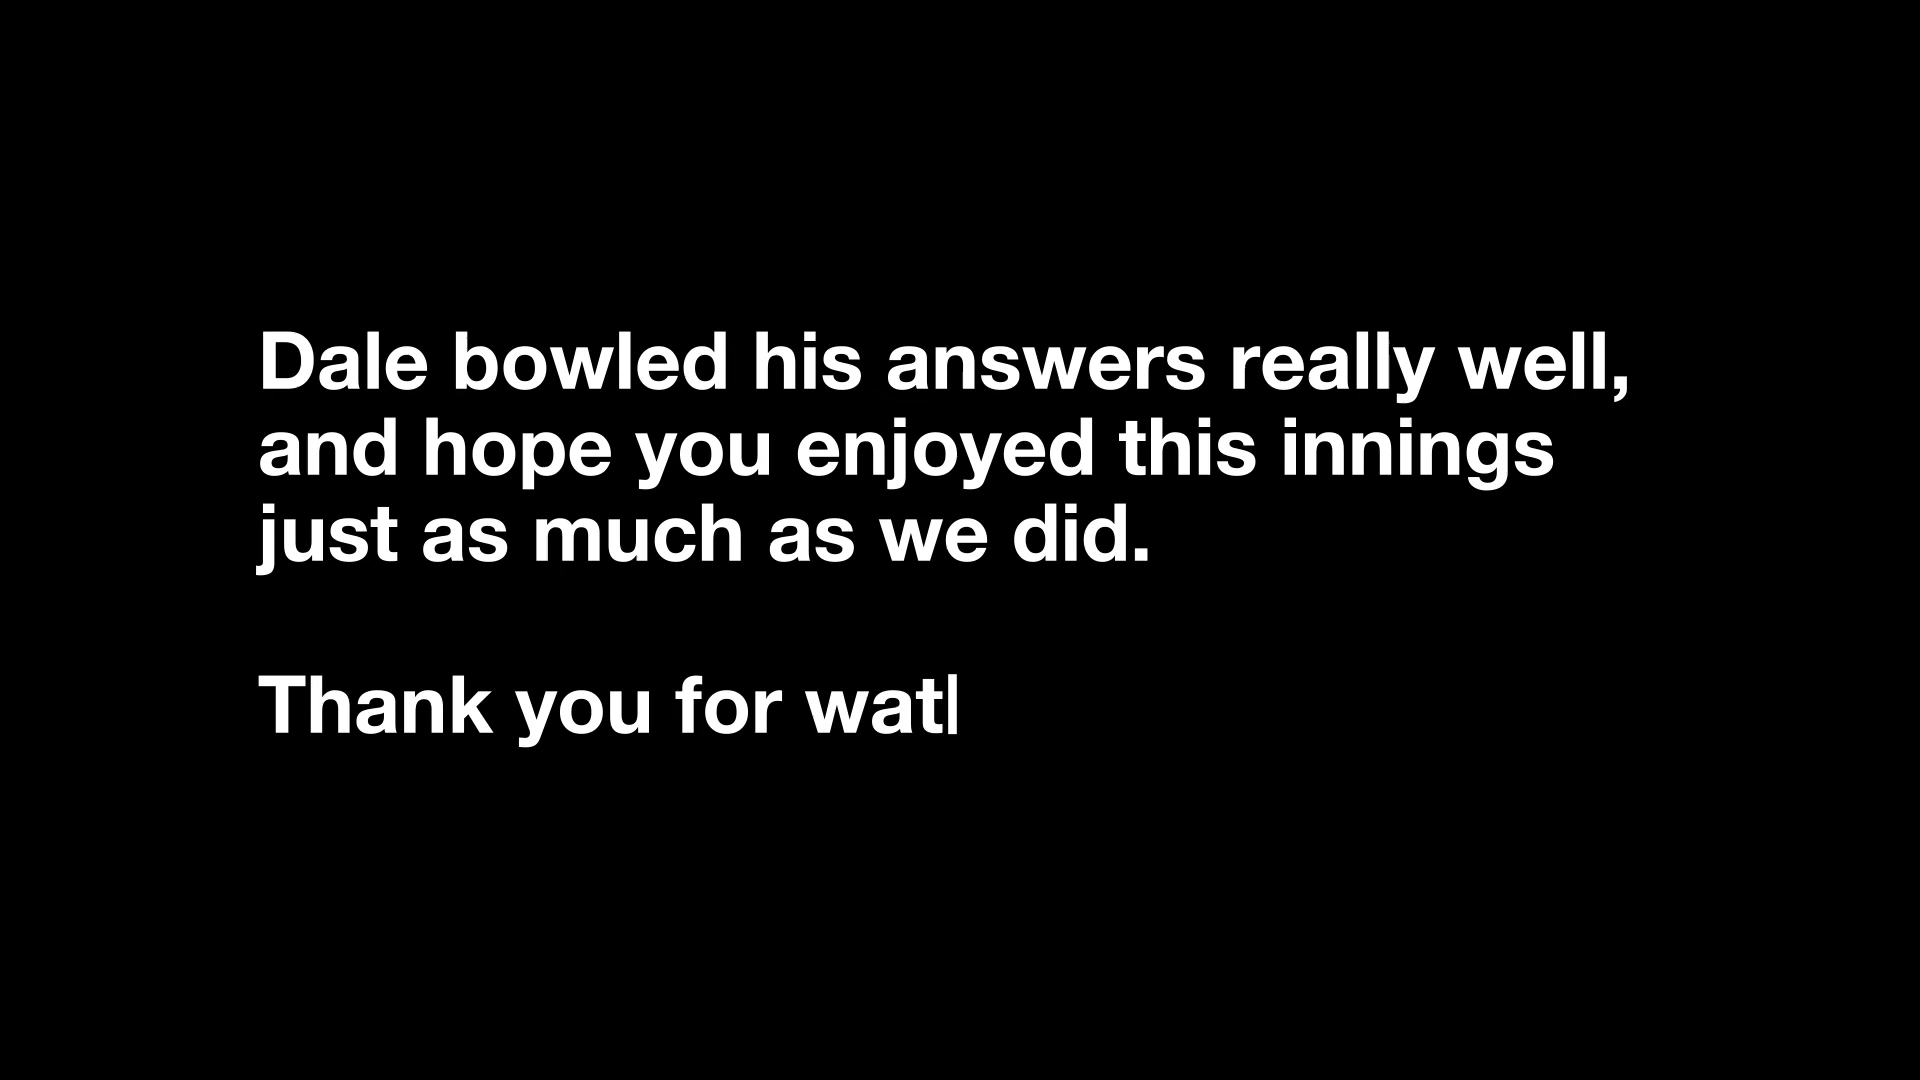 Dale bowled his answers really well,
and hope you enjoyed this innings
just as much as we did.
Thank you for wat